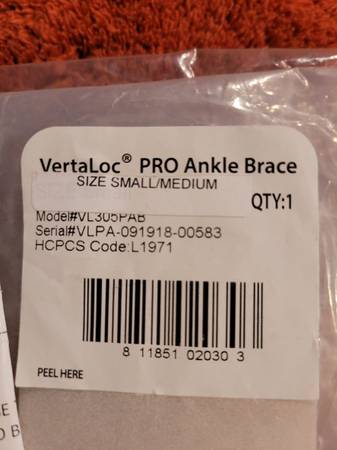 VertaLoc® PRO Ankle Brace
SIZE SMALL/MEDIUM
QTY:1
Model#VL305PAB
Serial#VLPA-091918-00583
HCPCS Code:L1971
8 11851 02030 3
PEEL HERE